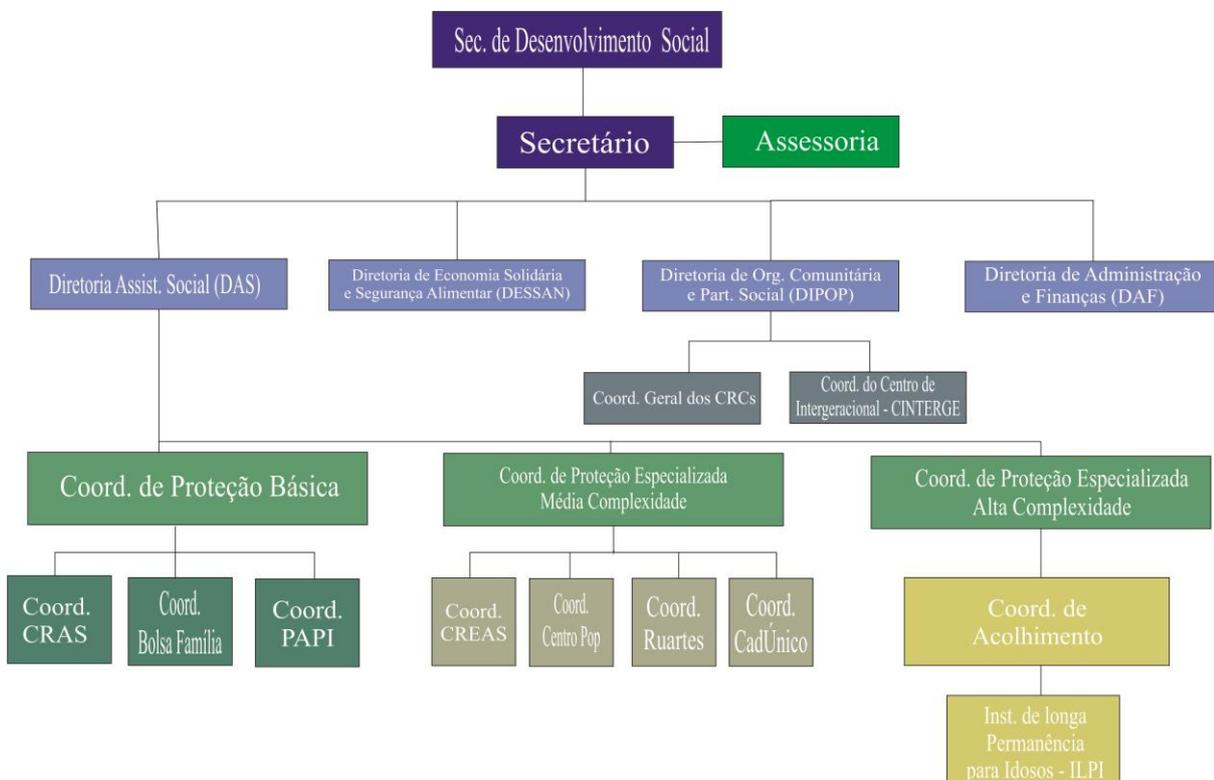 Sec. de Desenvolvimento Social
Secretário
Assessoria
Diretoria Assist. Social (DAS)
Diretoria de Economia Solidária
e Segurança Alimentar (DESSAN)
Diretoria de Org. Comunitária
e Part. Social (DIPOP)
Diretoria de Administração
e Finanças (DAF)
Coord. Geral dos CRCs
Coord. do Centro de
Intergeracional - CINTERGE
Coord. de Proteção Básica
Coord. de Proteção Especializada
Média Complexidade
Coord. de Proteção Especializada
Alta Complexidade
Coord.
CRAS
Coord.
Bolsa Família
Coord.
PAPI
Coord.
CREAS
Coord.
Centro Pop
Coord.
Ruartes
Coord.
CadÚnico
Coord. de
Acolhimento
Inst. de longa
Permanência
para Idosos - ILPI